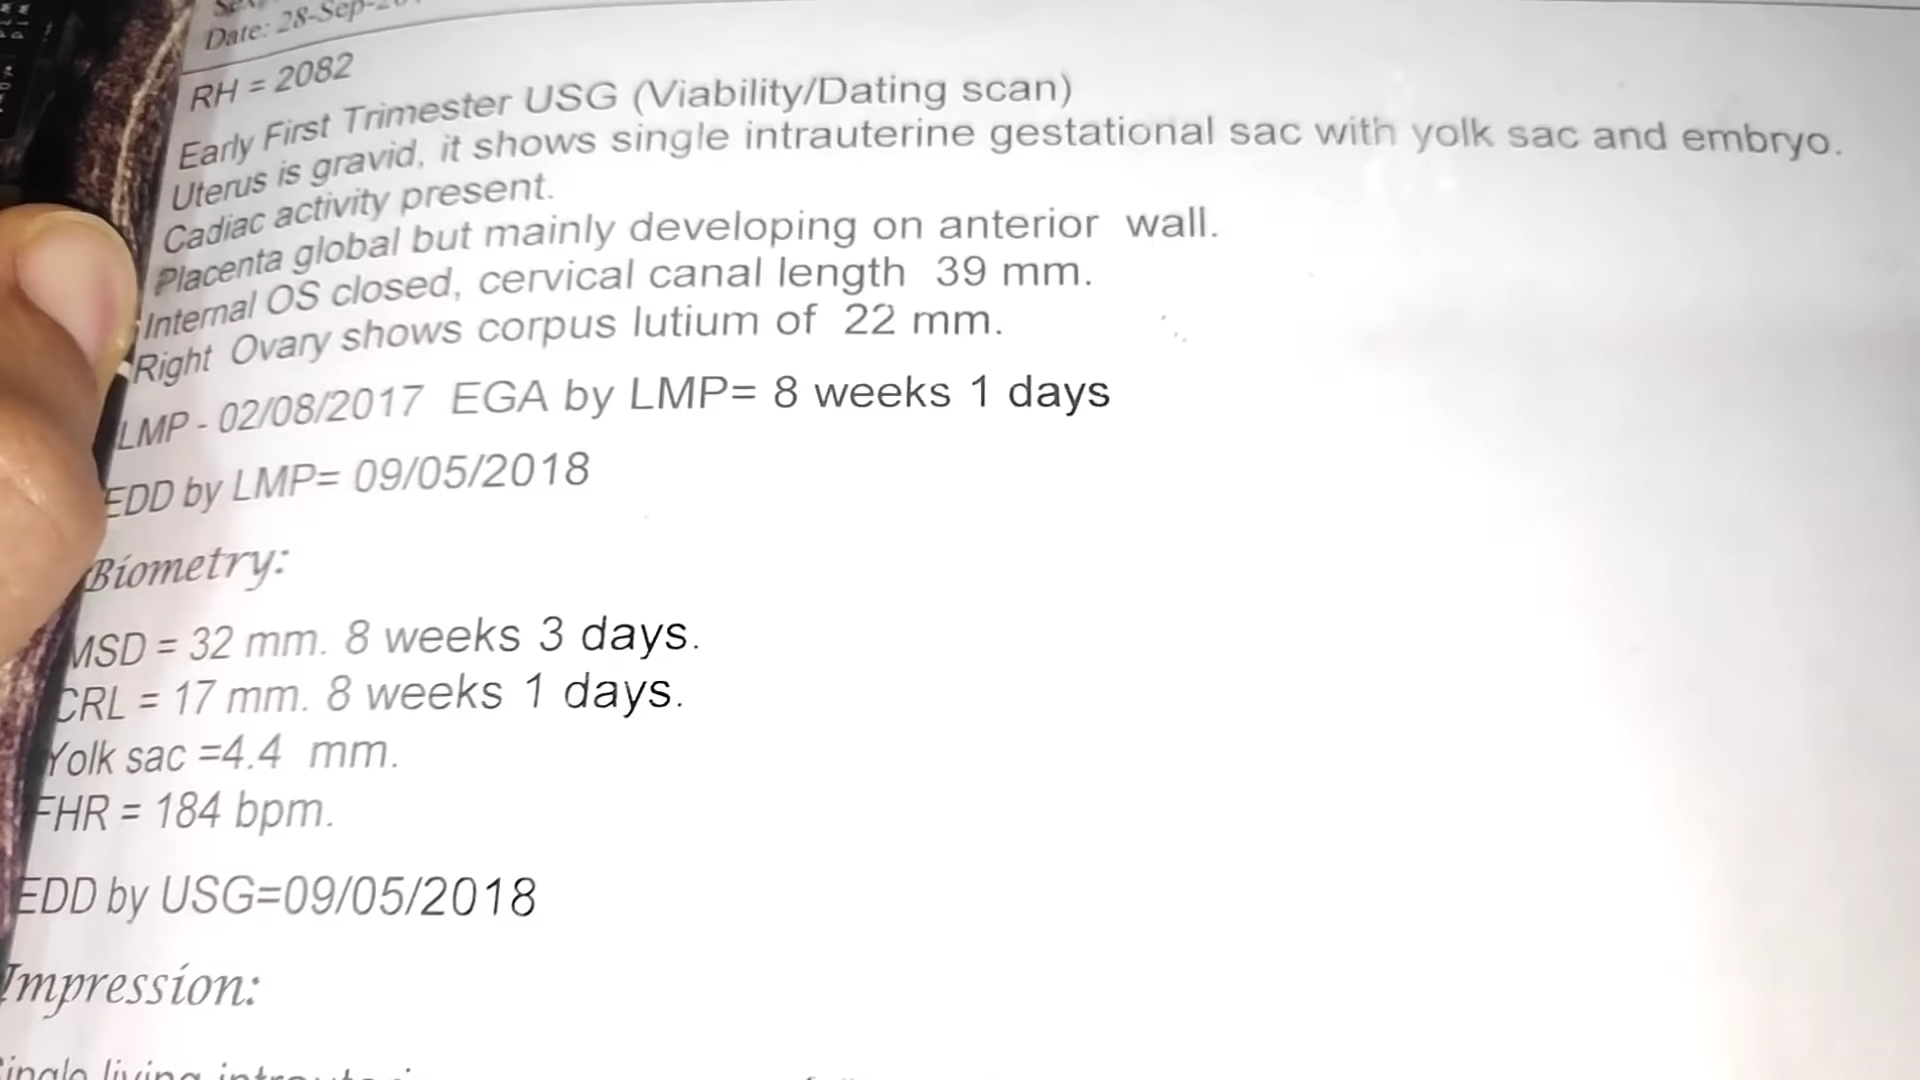 Date: 28-Sep-20
RH = 2082
Early First Trimester USG (Viability/Dating scan)
Uterus is gravid, it shows single intrauterine gestational sac with yolk sac and embryo.
Cadiac activity present.
Placenta global but mainly developing on anterior wall.
Internal OS closed, cervical canal length 39 mm.
Right Ovary shows corpus lutium of 22 mm.
LMP - 02/08/2017 EGA by LMP= 8 weeks 1 days
EDD by LMP= 09/05/2018
Biometry:
MSD = 32 mm. 8 weeks 3 days.
CRL = 17 mm. 8 weeks 1 days.
Yolk sac =4.4 mm.
FHR = 184 bpm.
EDD by USG=09/05/2018
Impression:
Single living